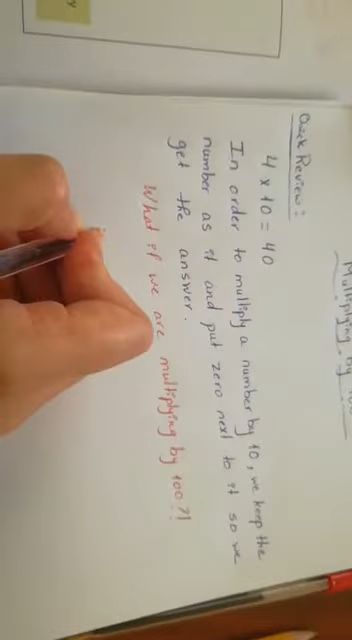 Multiplying by
Quick Review:
4 x 10 = 40
In order to multiply a number by 10, we keep the
number as it and put zero next to it so we
get the answer.
What if we are multiplying by 100?!